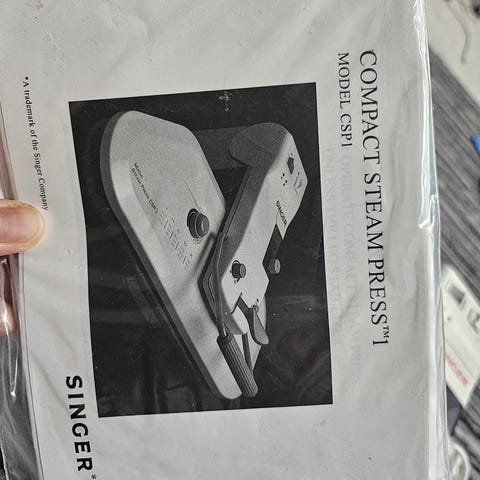 COMPACT STEAM PRESS™1
MODEL CSP1
SINGER
SINGER*
*A trademark of the Singer Company